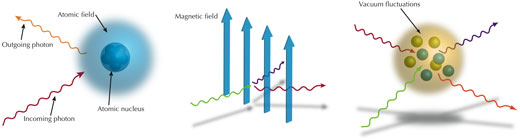 Atomic field
Outgoing photon
Incoming photon
Atomic nucleus
Magnetic field
Vacuum fluctuations